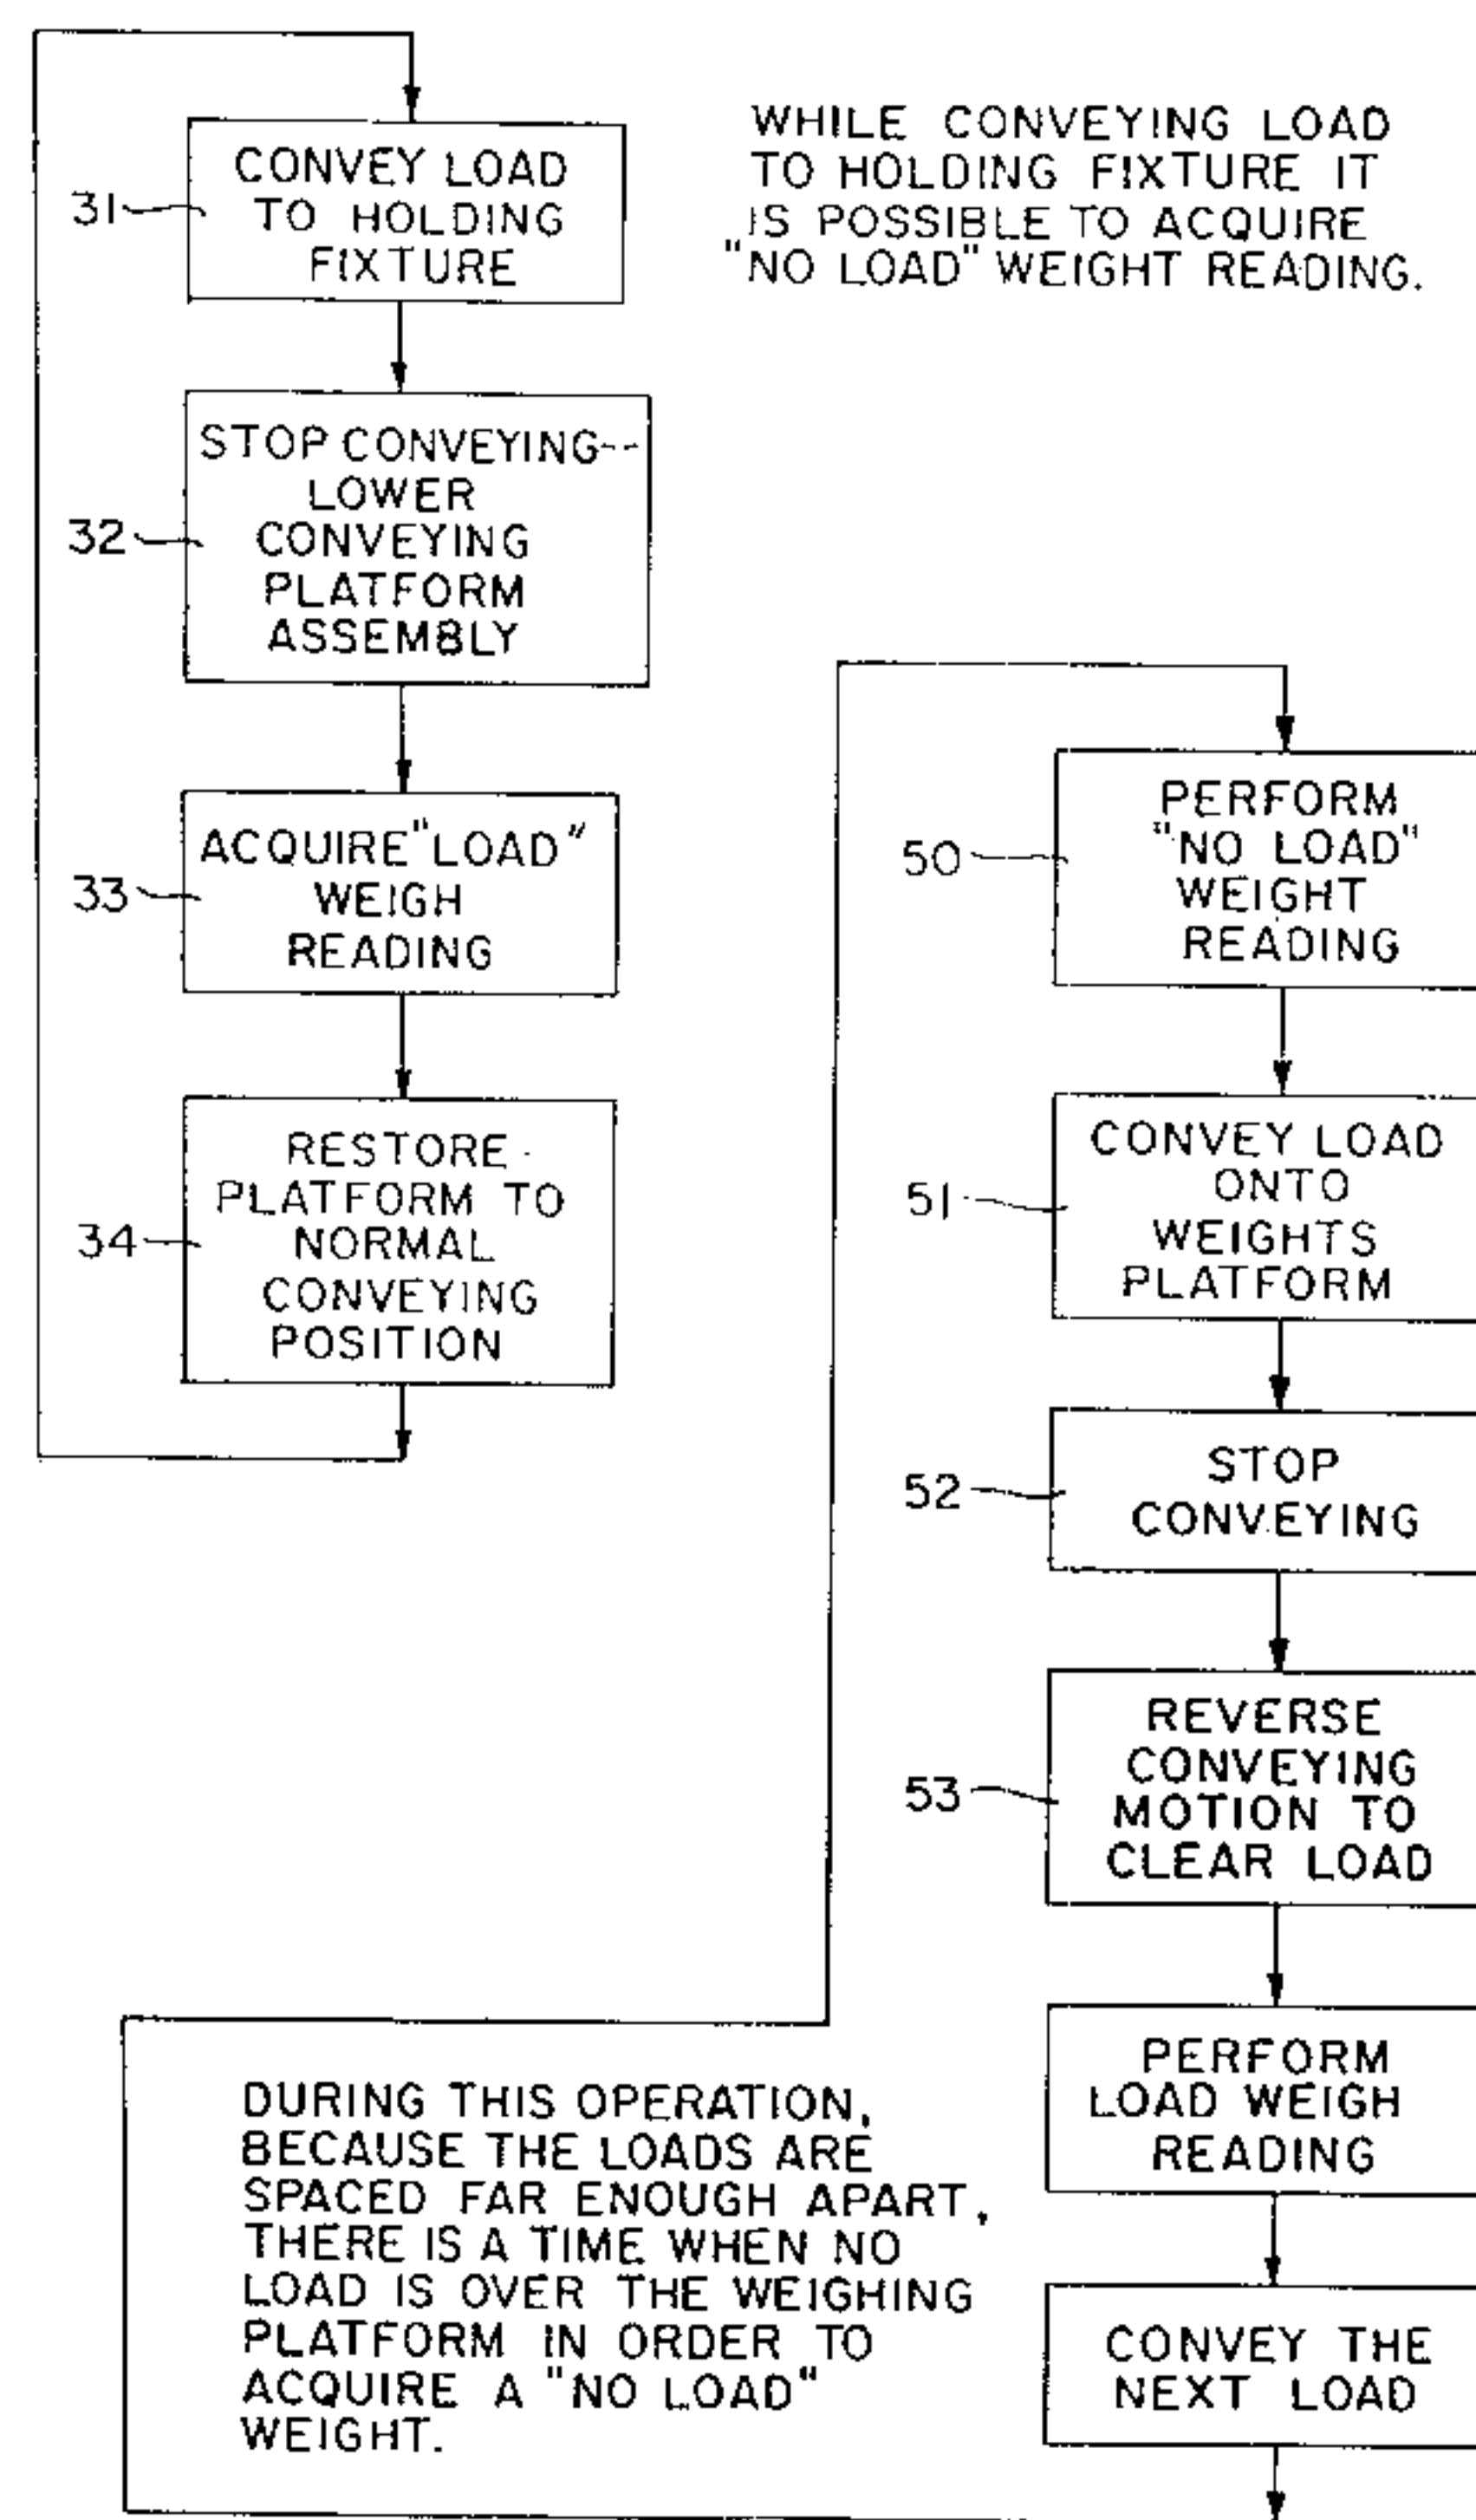 CONVEY LOAD
TO HOLDING
FIXTURE
31
WHILE CONVEYING LOAD
TO HOLDING FIXTURE IT
IS POSSIBLE TO ACQUIRE
"NO LOAD" WEIGHT READING.
STOP CONVEYING--
LOWER
CONVEYING
PLATFORM
ASSEMBLY
32
ACQUIRE "LOAD"
WEIGH
READING
33
RESTORE
PLATFORM TO
NORMAL
CONVEYING
POSITION
34
PERFORM
"NO LOAD"
WEIGHT
READING
50
CONVEY LOAD
ONTO
WEIGHTS
PLATFORM
51
STOP
CONVEYING
52
REVERSE
CONVEYING
MOTION TO
CLEAR LOAD
53
PERFORM
LOAD WEIGH
READING
CONVEY THE
NEXT LOAD
DURING THIS OPERATION,
BECAUSE THE LOADS ARE
SPACED FAR ENOUGH APART,
THERE IS A TIME WHEN NO
LOAD IS OVER THE WEIGHING
PLATFORM IN ORDER TO
ACQUIRE A "NO LOAD"
WEIGHT.